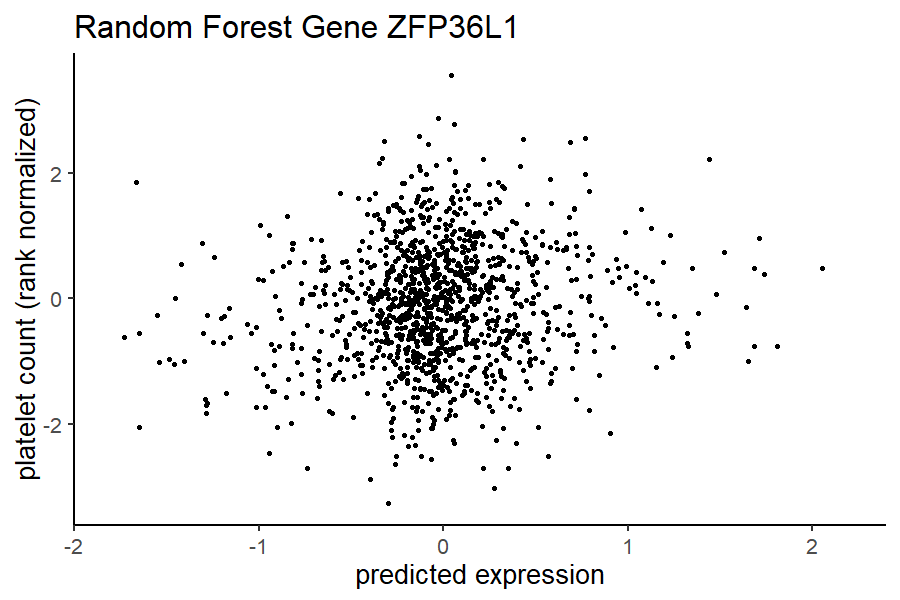 Random Forest Gene ZFP36L1
platelet count (rank normalized)
2
0
-2
-2
-1
0
1
2
predicted expression